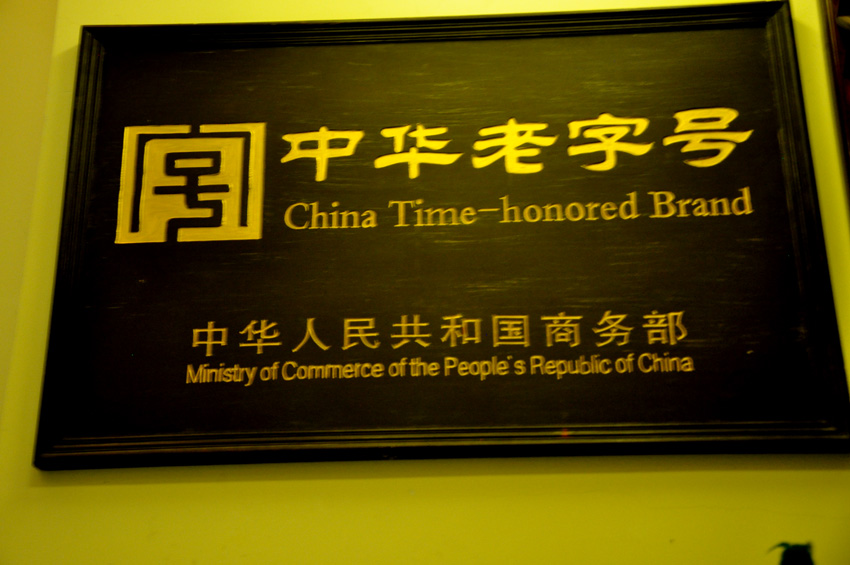 中华老字号
China Time-honored Brand
中华人民共和国商务部
Ministry of Commerce of the People's Republic of China